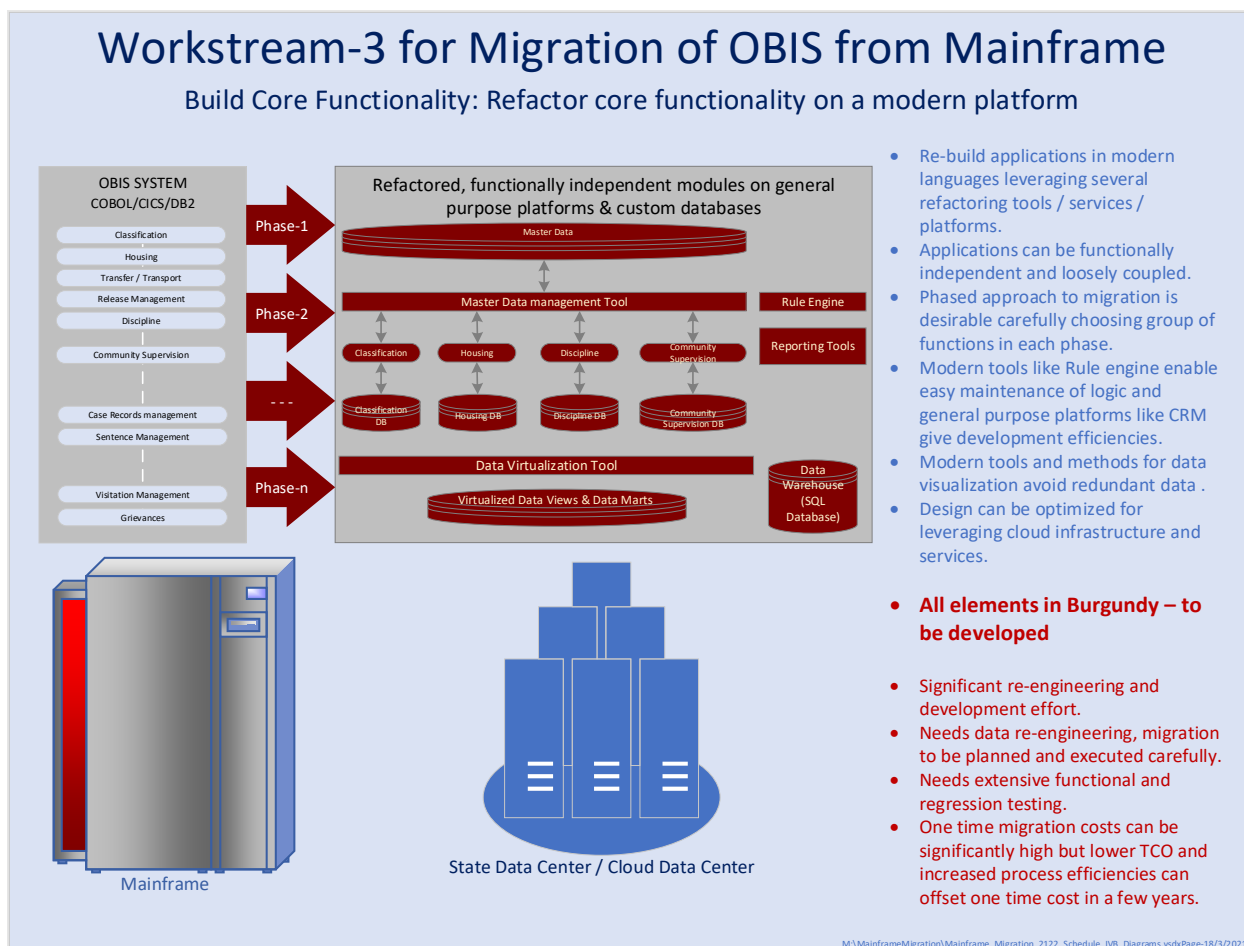 Workstream-3 for Migration of OBIS from Mainframe
Build Core Functionality: Refactor core functionality on a modern platform
OBIS SYSTEM
COBOL/CICS/DB2
Classification
Housing
Transfer / Transport
Release Management
Discipline
Community Supervision
Case Records management
Sentence Management
Visitation Management
Grievances
Phase-1
Phase-2
- - -
Phase-n
Refactored, functionally independent modules on general
purpose platforms & custom databases
Master Data
Master Data management Tool
Rule Engine
Reporting Tools
Classification
Housing
Discipline
Community
Supervision
Classification
DB
Housing DB
Discipline DB
Community
Supervision DB
Data Virtualization Tool
Virtualized Data Views & Data Marts
Data
Warehouse
(SQL
Database)
Mainframe
State Data Center / Cloud Data Center
• Re-build applications in modern
languages leveraging several
refactoring tools / services /
platforms.
• Applications can be functionally
independent and loosely coupled.
• Phased approach to migration is
desirable carefully choosing group of
functions in each phase.
• Modern tools like Rule engine enable
easy maintenance of logic and
general purpose platforms like CRM
give development efficiencies.
• Modern tools and methods for data
visualization avoid redundant data .
• Design can be optimized for
leveraging cloud infrastructure and
services.
• All elements in Burgundy – to
be developed
• Significant re-engineering and
development effort.
• Needs data re-engineering, migration
to be planned and executed carefully.
• Needs extensive functional and
regression testing.
• One time migration costs can be
significantly high but lower TCO and
increased process efficiencies can
offset one time cost in a few years.
M:\MainframeMigration\Mainframe_Migration_2122_Schedule_IVB_Diagrams.vsdxPage-18/3/2021